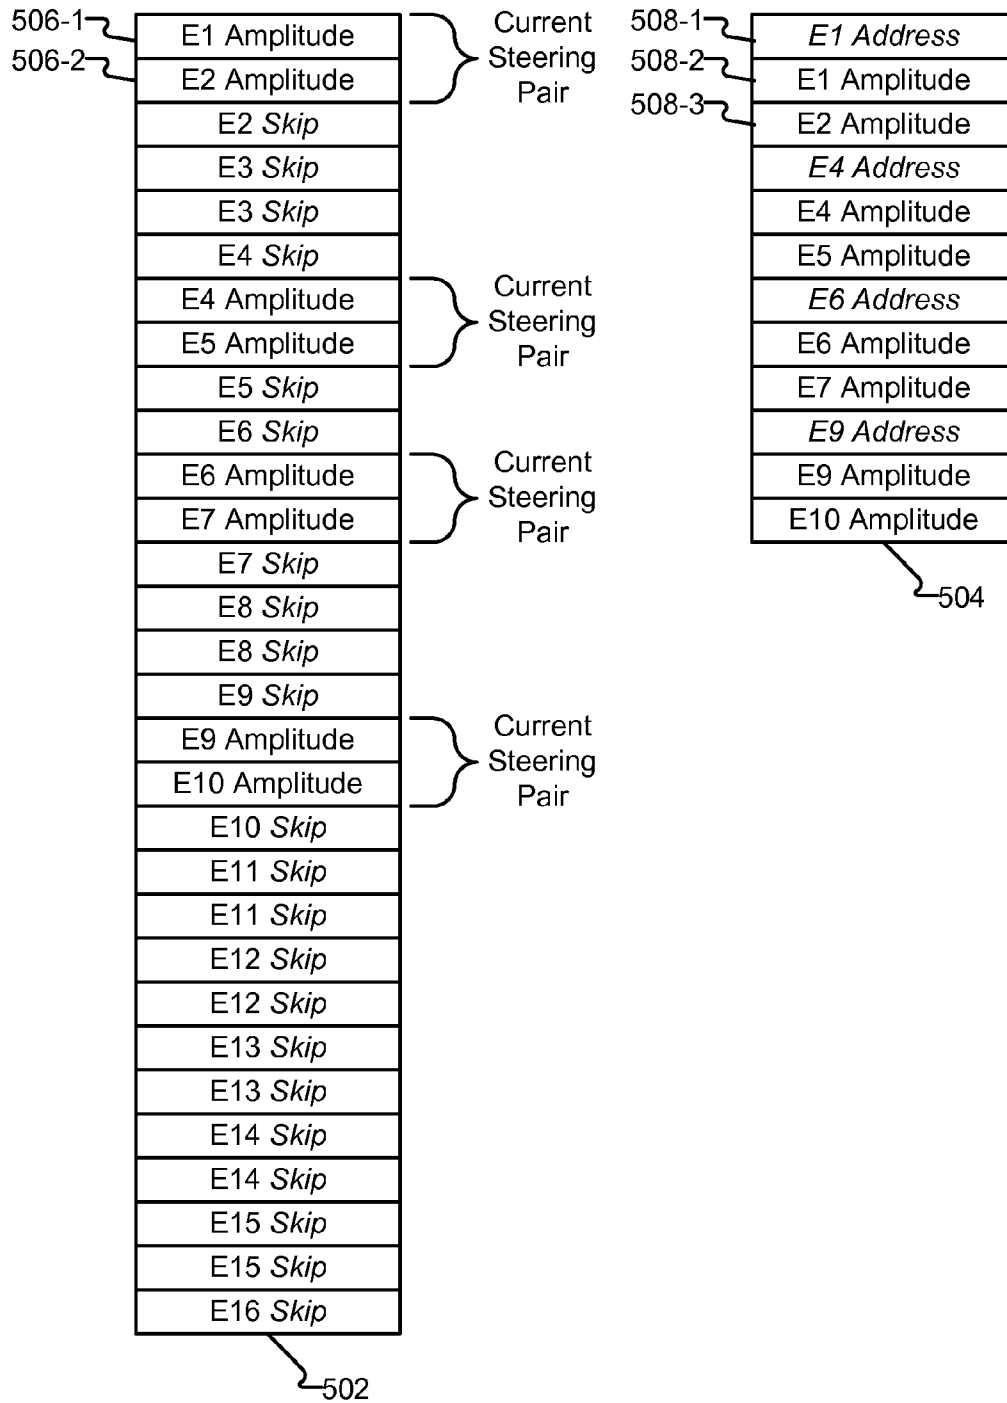 506-1
506-2
E1 Amplitude
E2 Amplitude
E2 Skip
E3 Skip
E3 Skip
E4 Skip
E4 Amplitude
E5 Amplitude
E5 Skip
E6 Skip
E6 Amplitude
E7 Amplitude
E7 Skip
E8 Skip
E8 Skip
E9 Skip
E9 Amplitude
E10 Amplitude
E10 Skip
E11 Skip
E11 Skip
E12 Skip
E12 Skip
E13 Skip
E13 Skip
E14 Skip
E14 Skip
E15 Skip
E15 Skip
E16 Skip
502
Current
Steering
Pair
Current
Steering
Pair
Current
Steering
Pair
Current
Steering
Pair
508-1
508-2
508-3
E1 Address
E1 Amplitude
E2 Amplitude
E4 Address
E4 Amplitude
E5 Amplitude
E6 Address
E6 Amplitude
E7 Amplitude
E9 Address
E9 Amplitude
E10 Amplitude
504